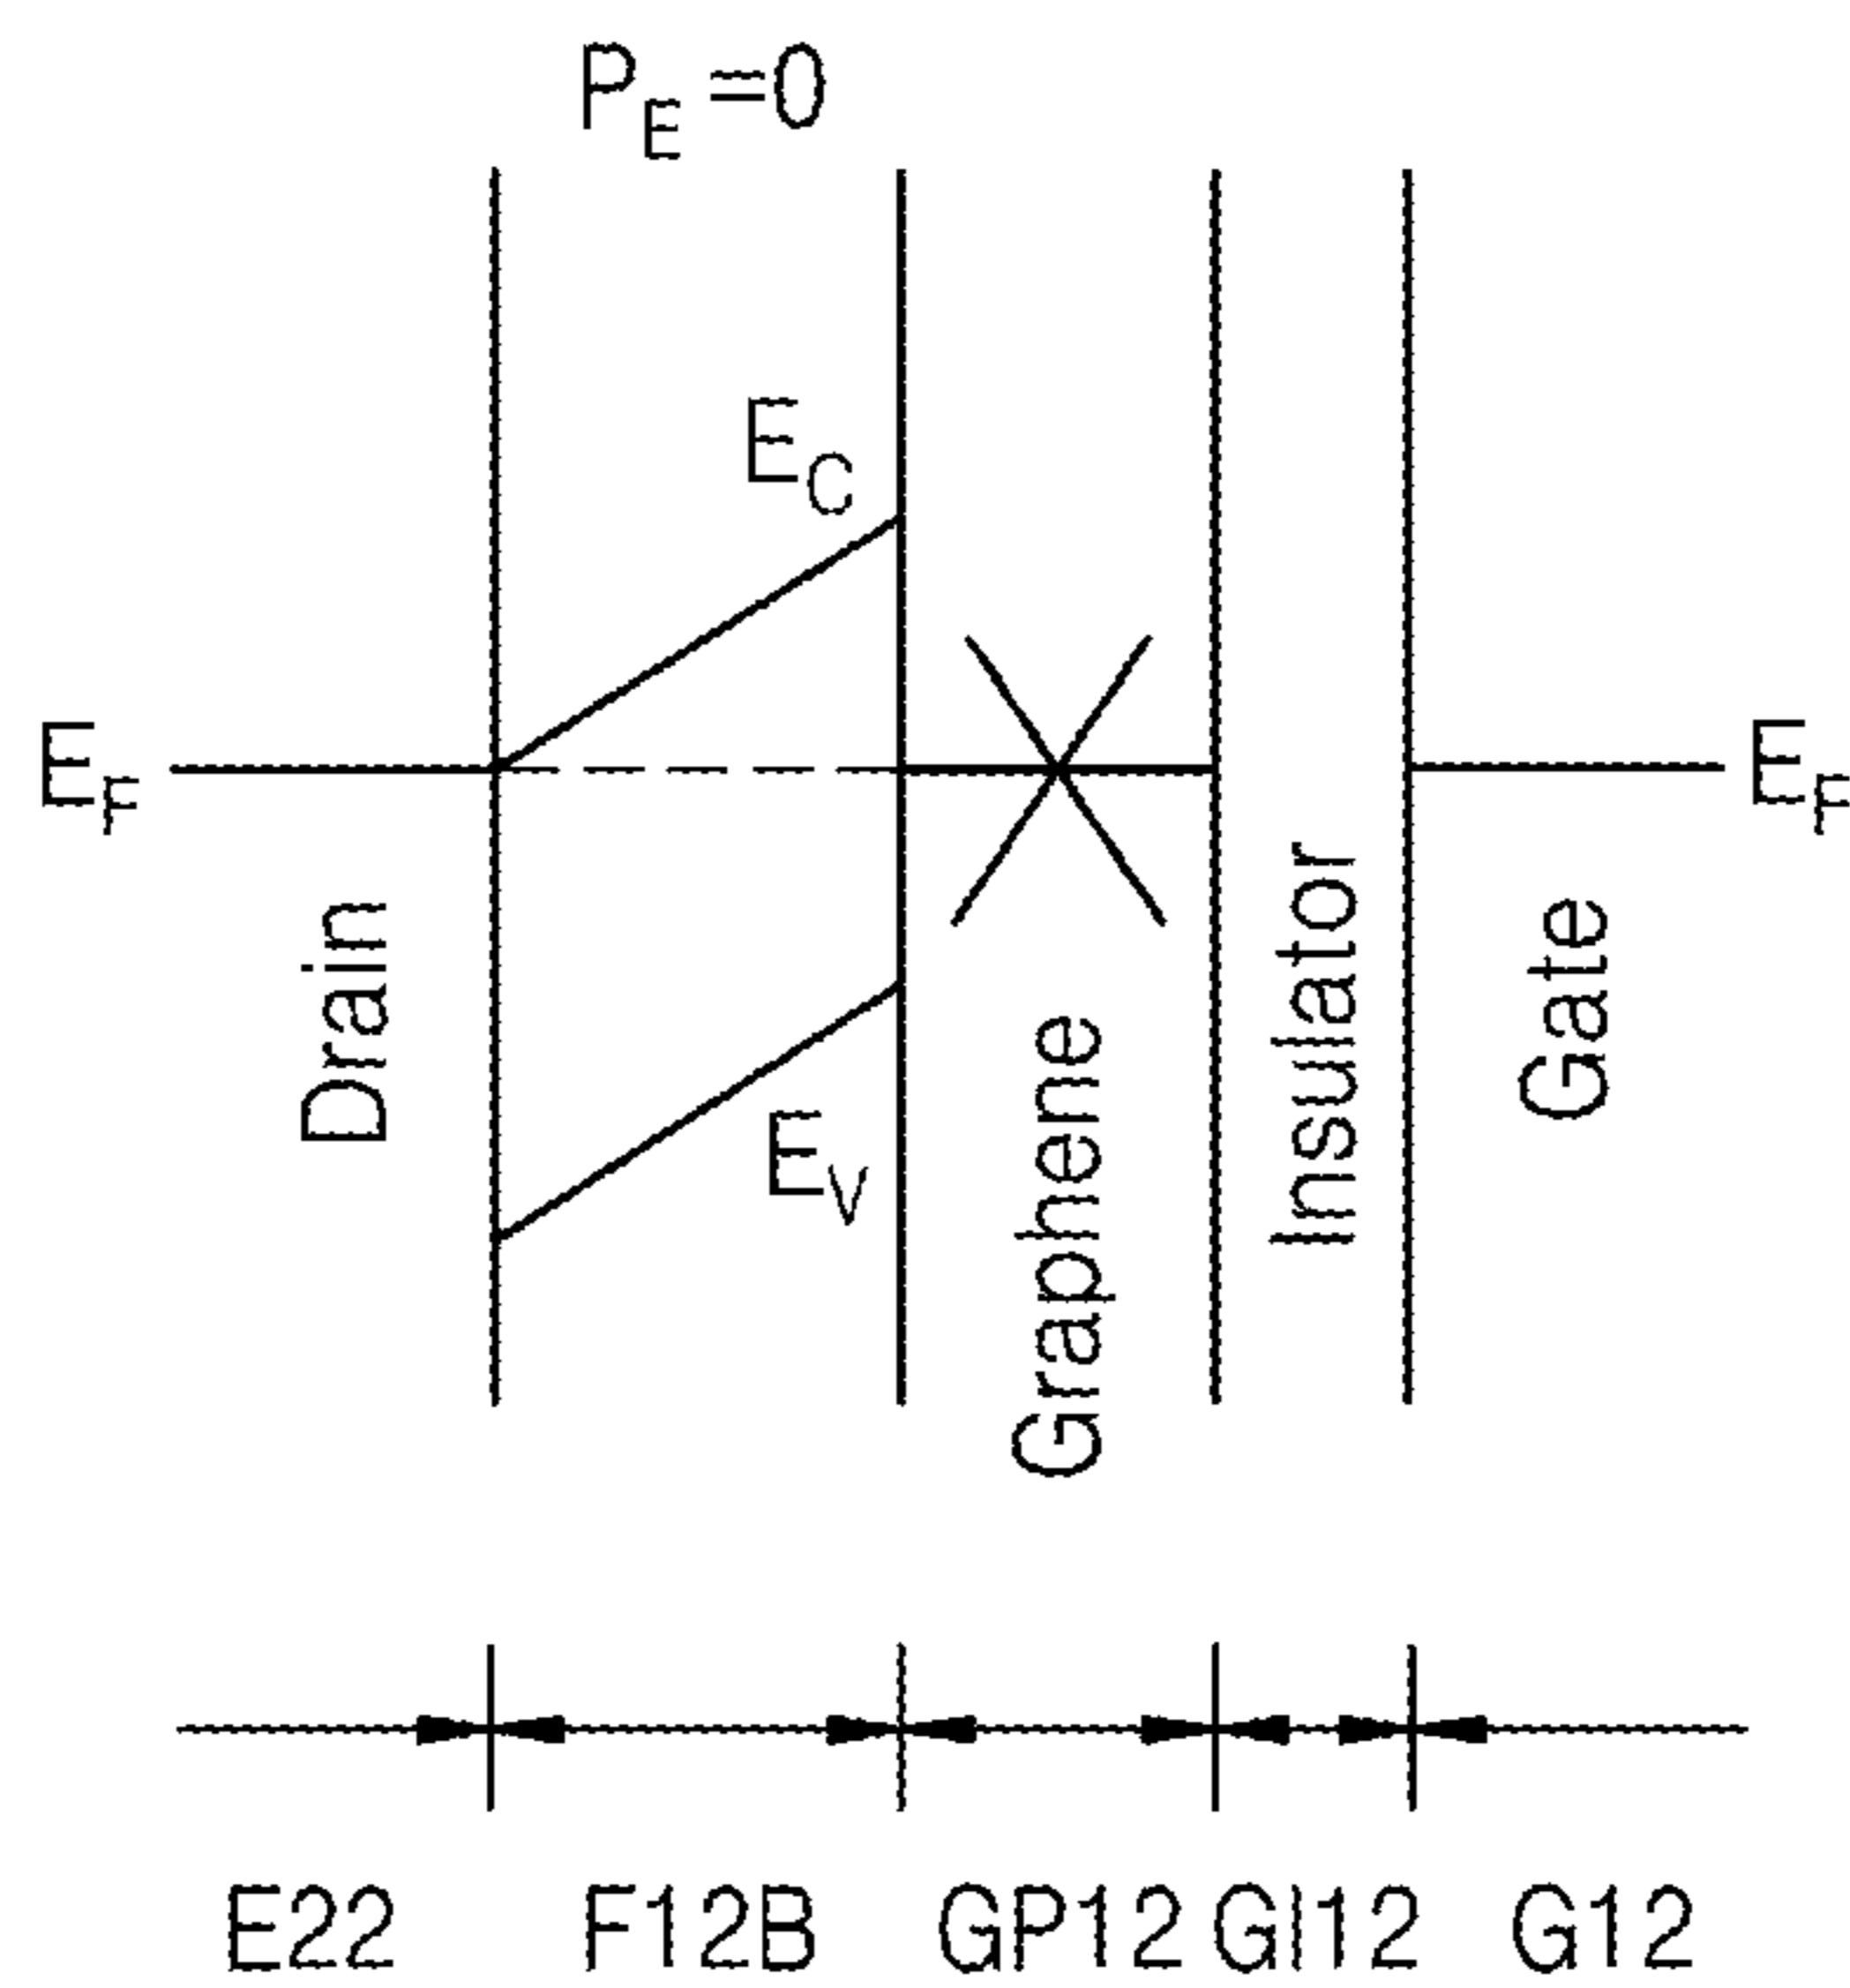 P_E=0
E_C
E_F
E_F
Drain
E_V
Graphene
Insulator
Gate
E22 F12B GP12 GI12 G12